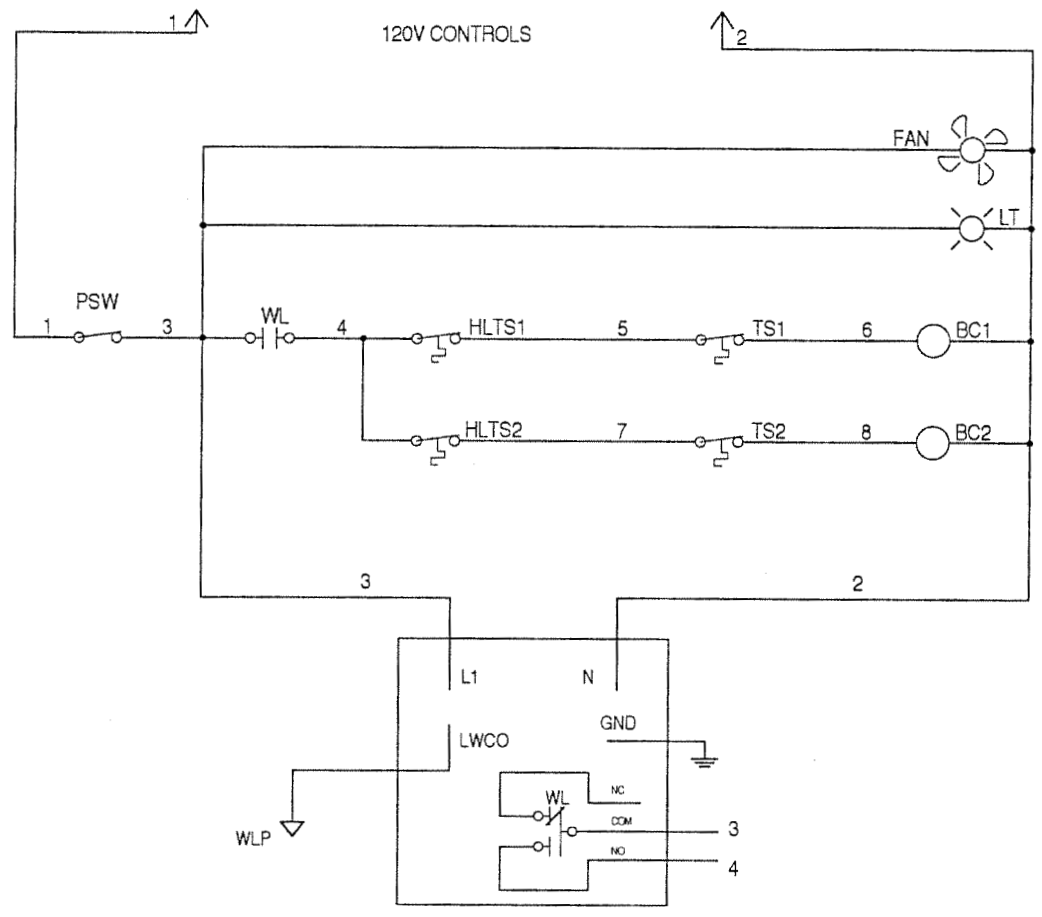 1
120V CONTROLS
2
FAN
LT
PSW
1
3
WL
4
HLTS1
5
TS1
6
BC1
HLTS2
7
TS2
8
BC2
3
2
L1
N
GND
LWCO
WLP
NC
WL
COM
3
NO
4